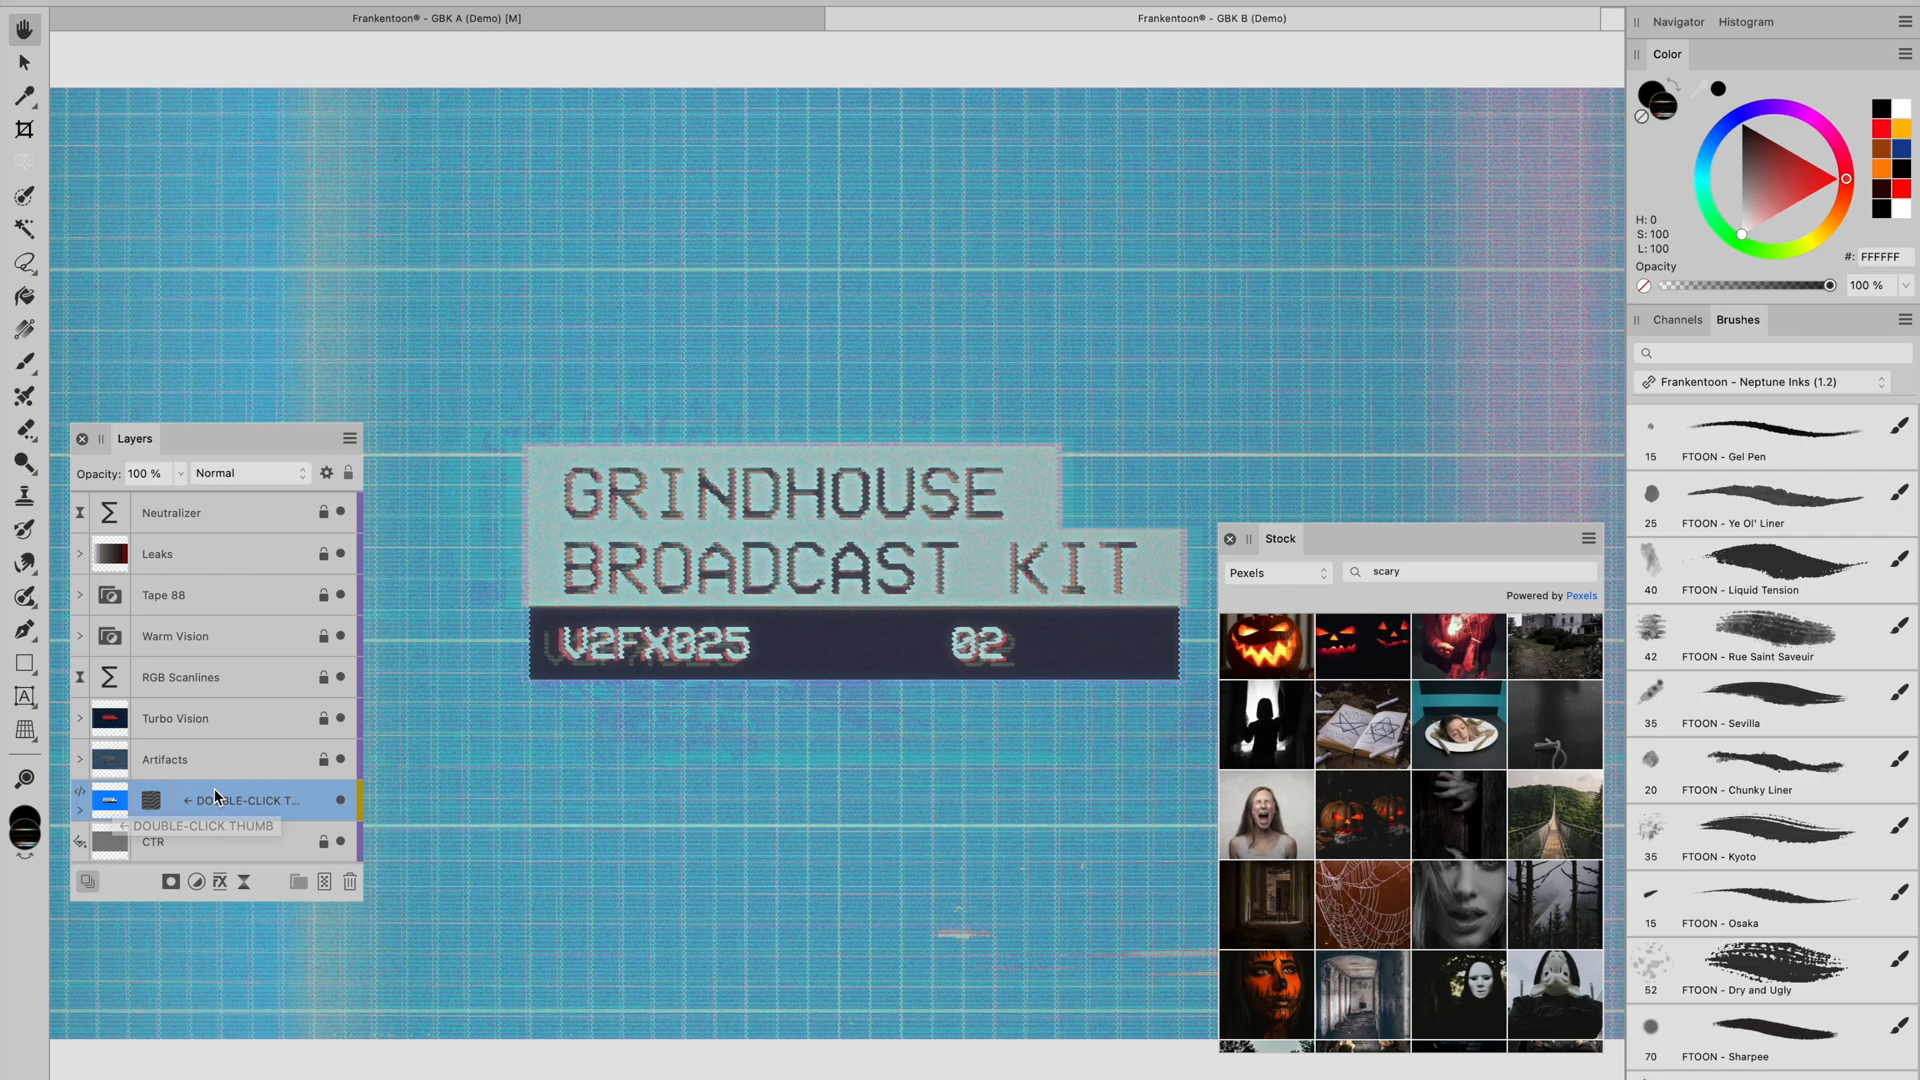 Frankentoon® - GBK A (Demo) [M]
Frankentoon® - GBK B (Demo)
Navigator
Histogram
Color
H: 0
S: 100
L: 100
#: FFFFFF
Opacity
100 %
Channels
Brushes
Frankentoon - Neptune Inks (1.2)
15 FTOON - Gel Pen
25 FTOON - Ye Ol' Liner
40 FTOON - Liquid Tension
42 FTOON - Rue Saint Saveuir
35 FTOON - Sevilla
20 FTOON - Chunky Liner
35 FTOON - Kyoto
15 FTOON - Osaka
52 FTOON - Dry and Ugly
70 FTOON - Sharpee
Layers
Opacity: 100 % Normal
Neutralizer
Leaks
Tape 88
Warm Vision
RGB Scanlines
Turbo Vision
Artifacts
← DOUBLE-CLICK T...
← DOUBLE-CLICK THUMB
CTR
GRINDHOUSE
BROADCAST KIT
V2FX025 02
Stock
Pexels
scary
Powered by Pexels